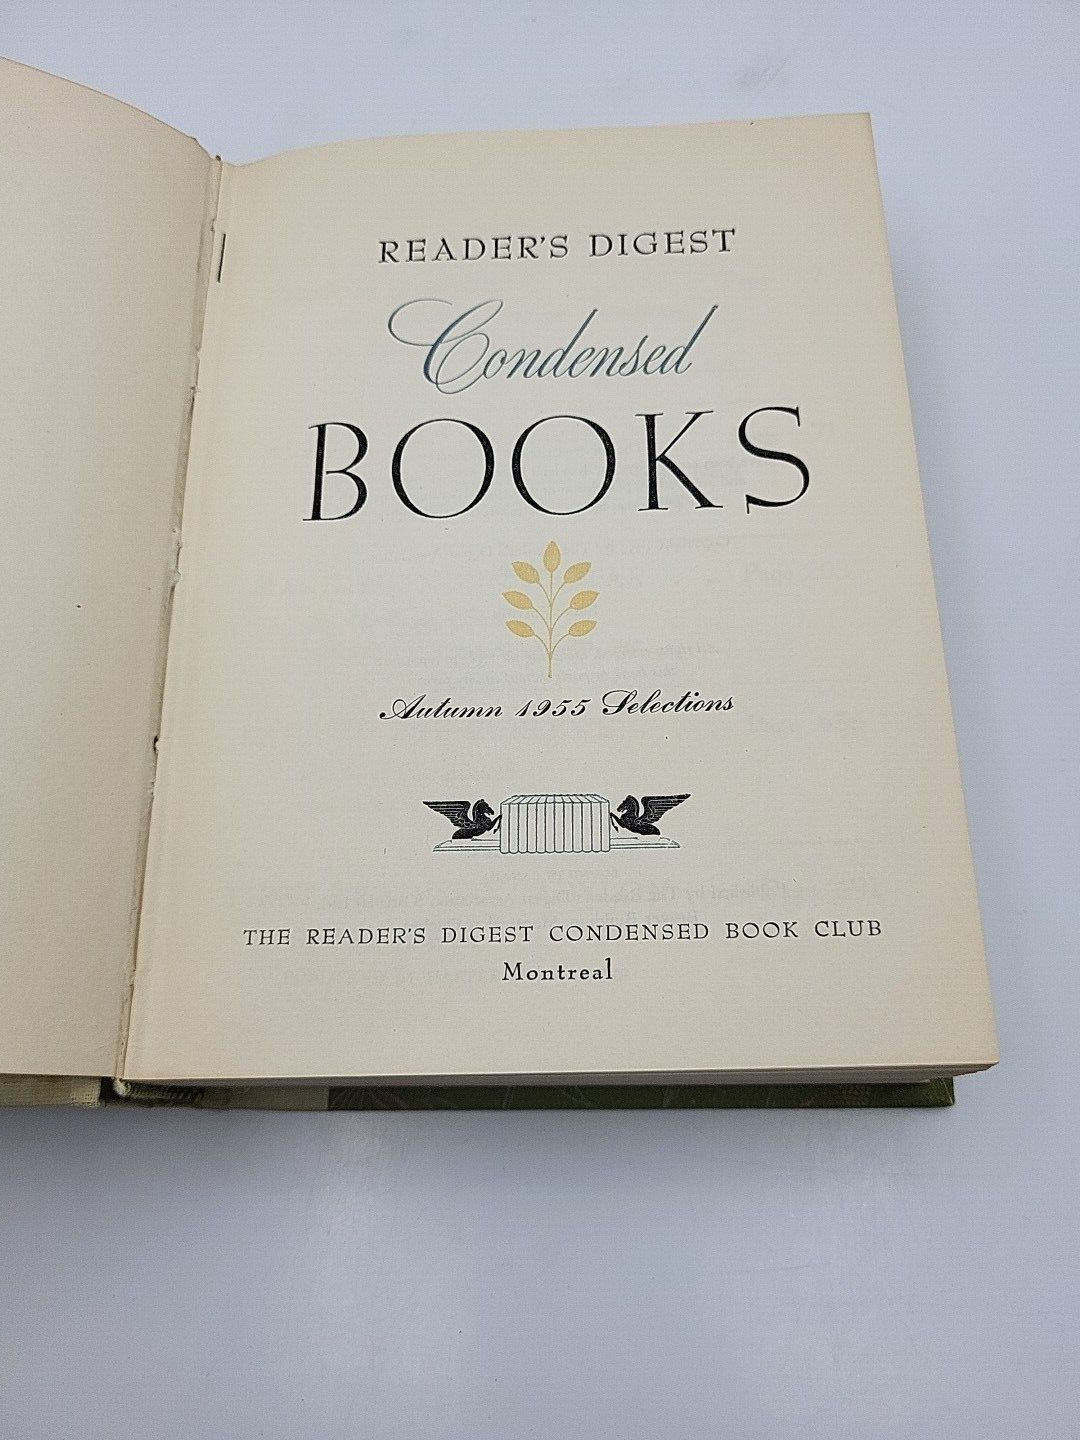 READER'S DIGEST
Condensed
BOOKS
Autumn 1955 Selections
THE READER'S DIGEST CONDENSED BOOK CLUB
Montreal